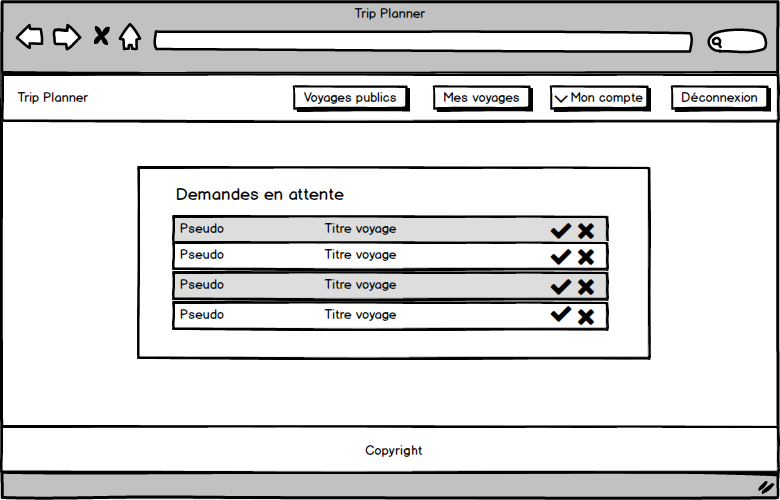 Trip Planner
Trip Planner
Voyages publics
Mes voyages
Mon compte
Déconnexion
Demandes en attente
Pseudo Titre voyage
Pseudo Titre voyage
Pseudo Titre voyage
Pseudo Titre voyage
Copyright